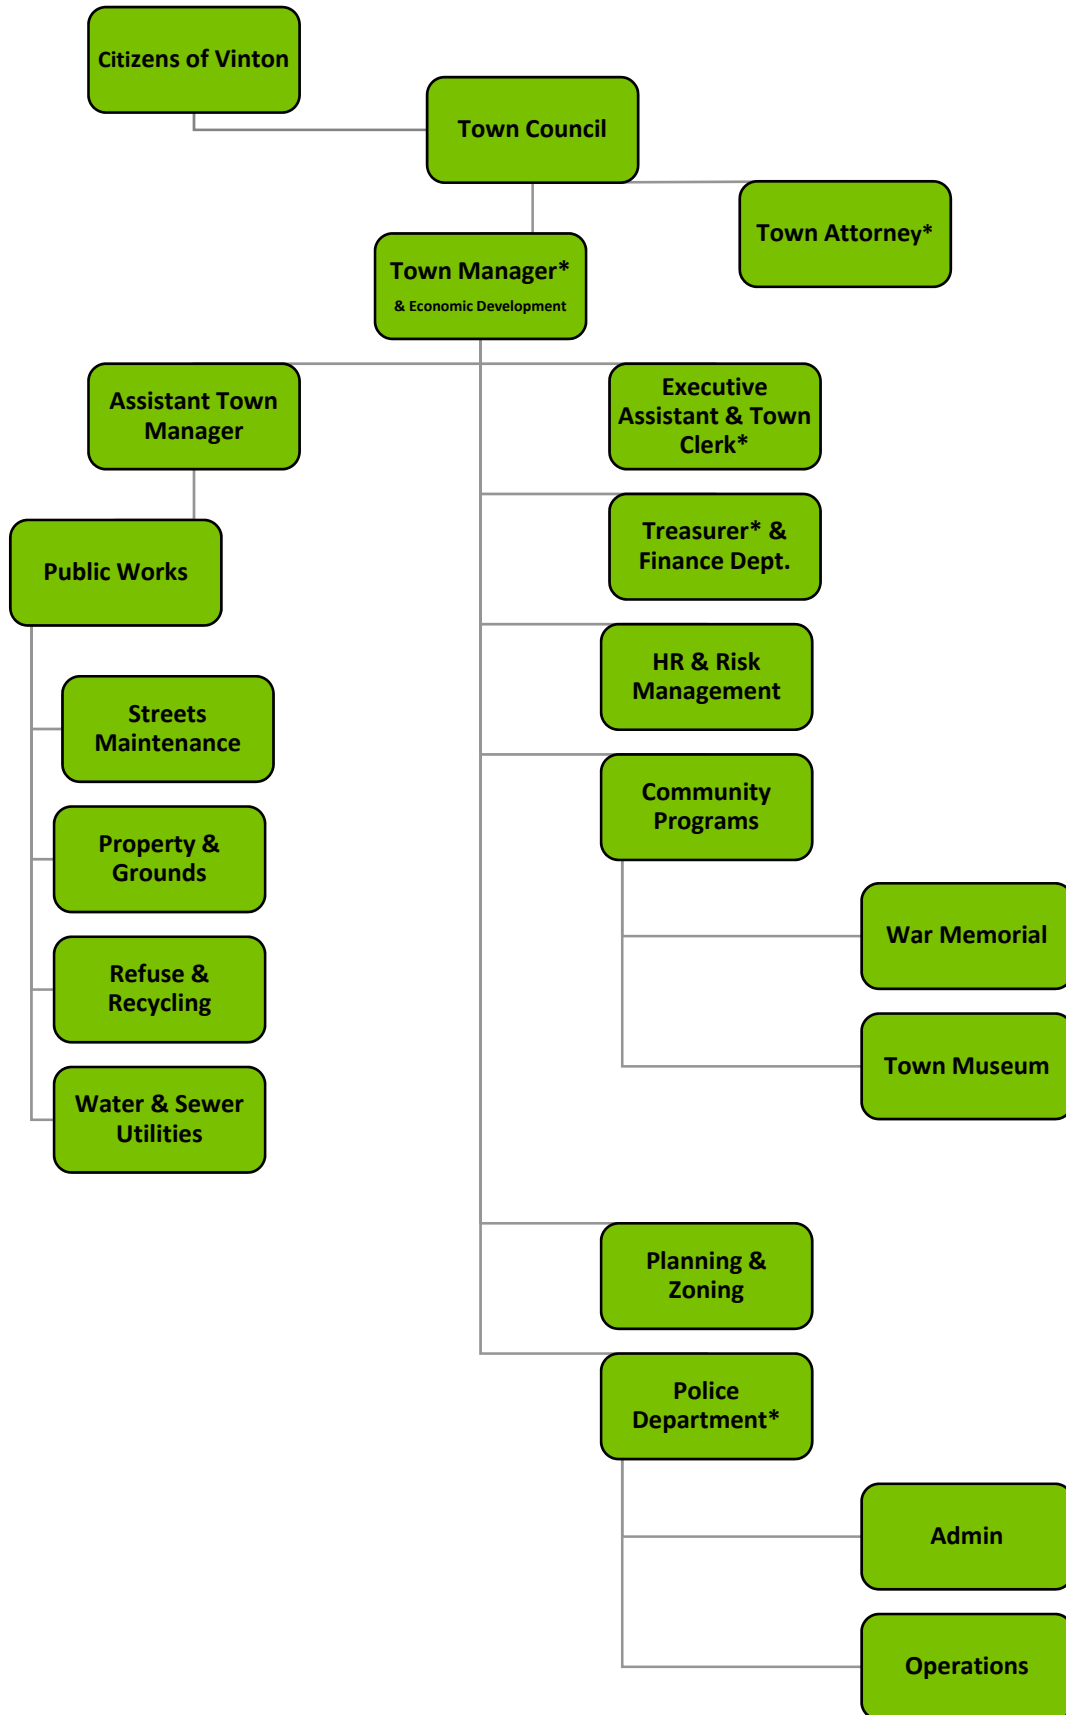 Citizens of Vinton
Town Council
Town Attorney*
Town Manager*
& Economic Development
Assistant Town
Manager
Executive
Assistant & Town
Clerk*
Public Works
Treasurer* &
Finance Dept.
HR & Risk
Management
Streets
Maintenance
Community
Programs
Property &
Grounds
War Memorial
Refuse &
Recycling
Town Museum
Water & Sewer
Utilities
Planning &
Zoning
Police
Department*
Admin
Operations